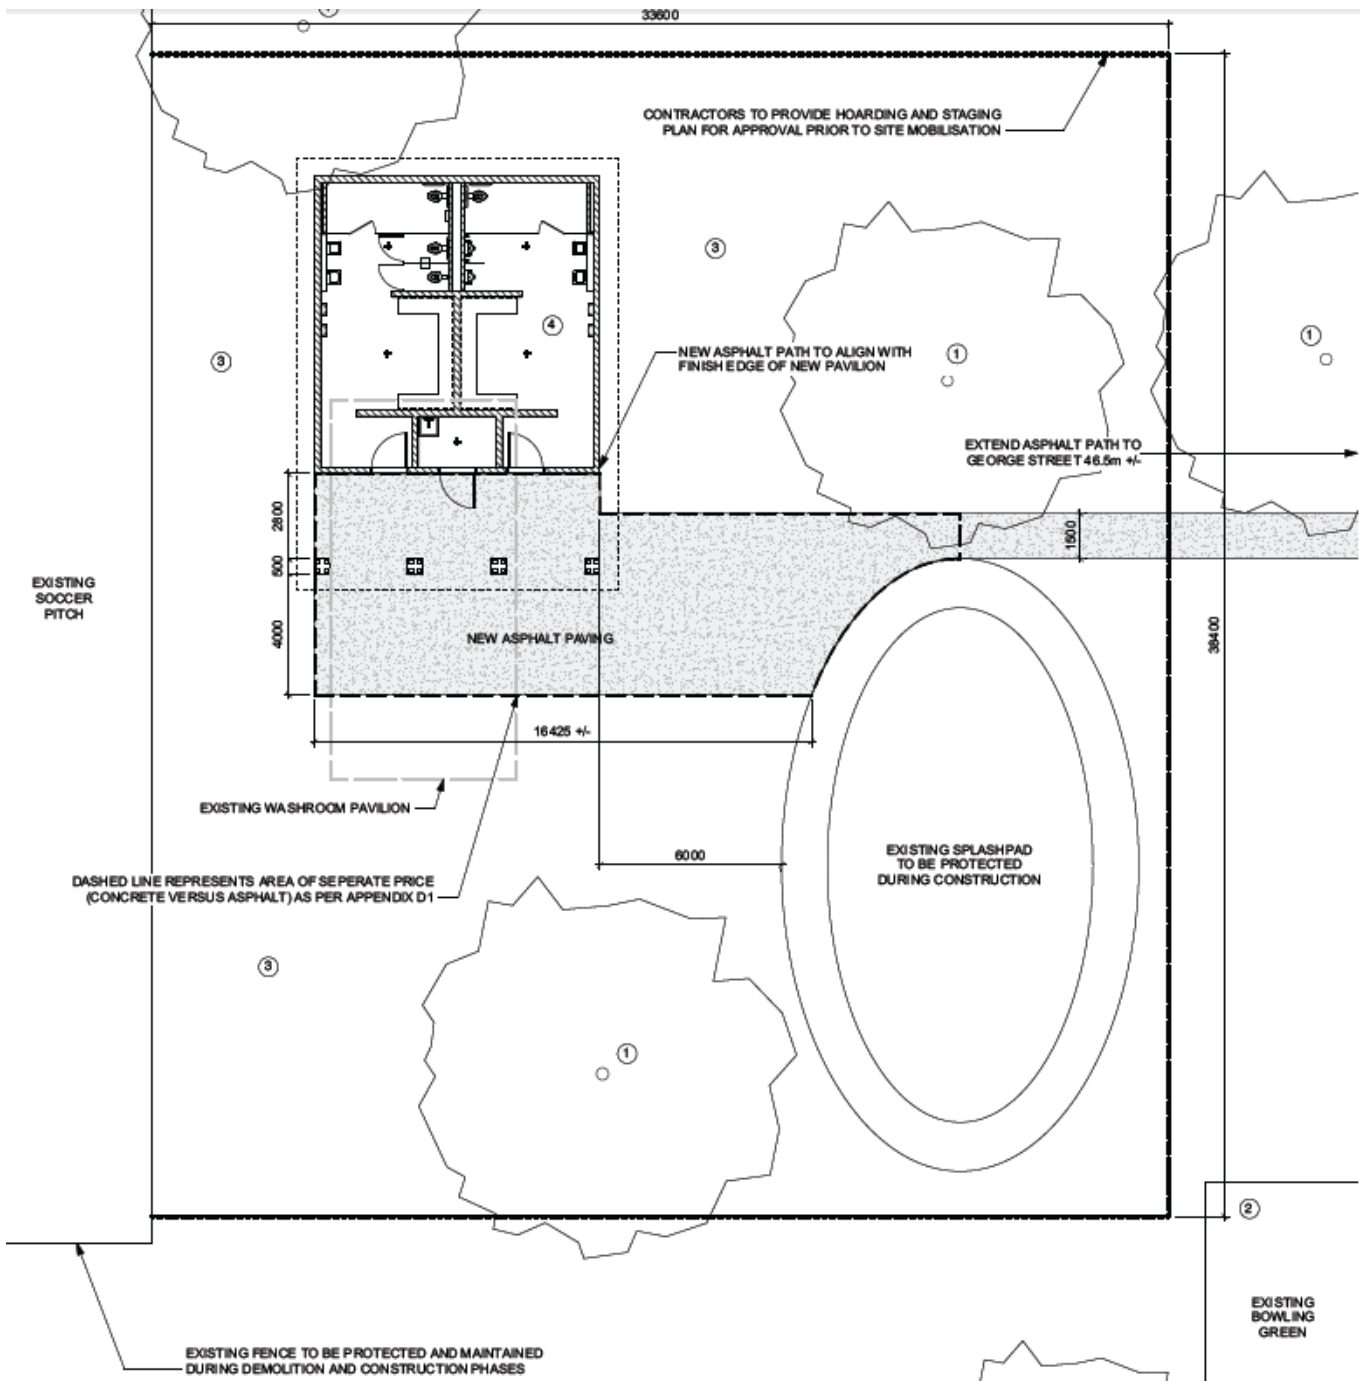 1
33600
CONTRACTORS TO PROVIDE HOARDING AND STAGING
PLAN FOR APPROVAL PRIOR TO SITE MOBILISATION
3
4
3
NEW ASPHALT PATH TO ALIGN WITH
FINISH EDGE OF NEW PAVILION
1
1
EXTEND ASPHALT PATH TO
GEORGE STREET 46.5m +/-
2800
500
4000
1500
EXISTING
SOCCER
PITCH
NEW ASPHALT PAVING
38400
16425 +/-
EXISTING WASHROOM PAVILION
6000
EXISTING SPLASHPAD
TO BE PROTECTED
DURING CONSTRUCTION
DASHED LINE REPRESENTS AREA OF SEPERATE PRICE
(CONCRETE VERSUS ASPHALT) AS PER APPENDIX D1
3
1
2
EXISTING
BOWLING
GREEN
EXISTING FENCE TO BE PROTECTED AND MAINTAINED
DURING DEMOLITION AND CONSTRUCTION PHASES